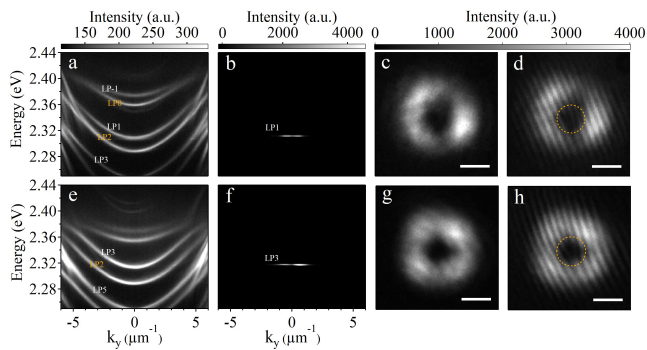 Intensity (a.u.) Intensity (a.u.) Intensity (a.u.)
150 200 250 300 0 2000 4000 0 1000 2000 3000 4000
Energy (eV)
2.44
2.40
2.36
2.32
2.28
a
LP-1
LP0
LP1
LP2
LP3
b
LP1
c
d
Energy (eV)
2.44
2.40
2.36
2.32
2.28
e
LP3
LP2
LP5
f
LP3
g
h
-5 0 5 -5 0 5
ky (μm-1) ky (μm-1)